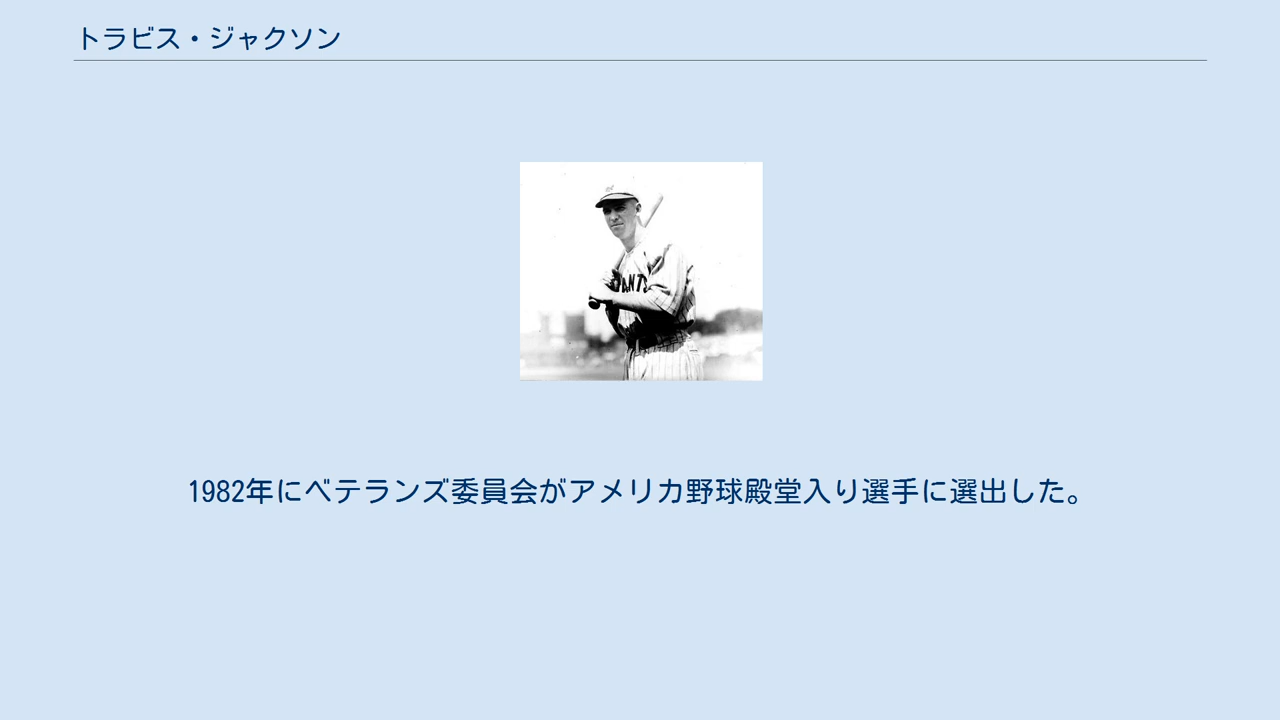 トラビス・ジャクソン
ANTS
1982年にベテランズ委員会がアメリカ野球殿堂入り選手に選出した。